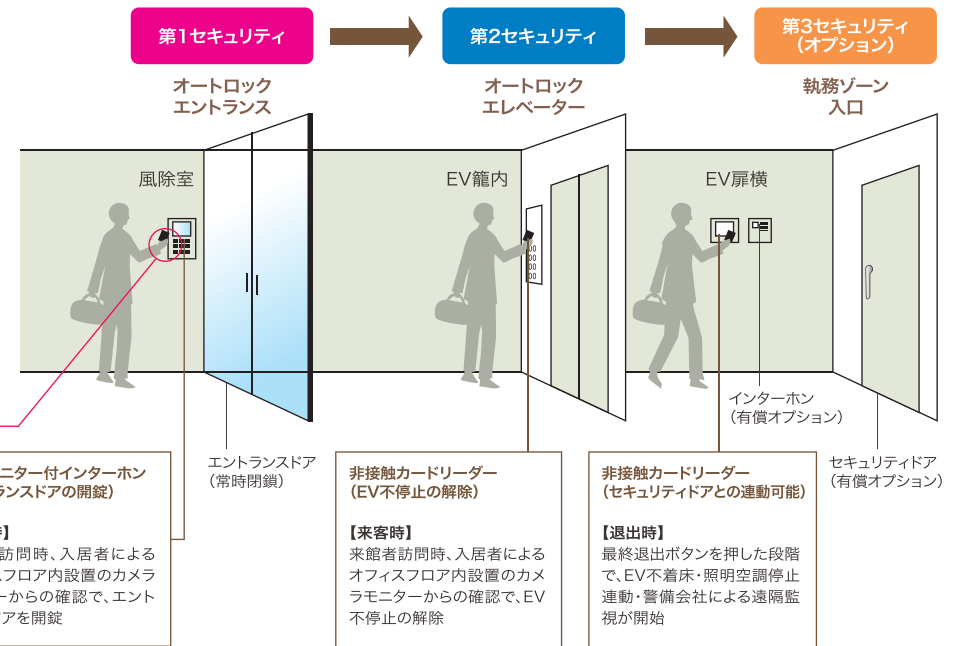 第1セキュリティ
第2セキュリティ
第3セキュリティ
(オプション)
オートロック
エントランス
オートロック
エレベーター
執務ゾーン
入口
風除室
EV籠内
EV扉横
インターホン
(有償オプション)
エントランスドア
(常時閉鎖)
セキュリティドア
(有償オプション)
ニター付インターホン
ランスドアの開錠)
時】
訪問時、入居者による
フロア内設置のカメラ
ーからの確認で、エント
アを開錠
非接触カードリーダー
(EV不停止の解除)
【来客時】
来館者訪問時、入居者による
オフィスフロア内設置のカメ
ラモニターからの確認で、EV
不停止の解除
非接触カードリーダー
(セキュリティドアとの連動可能)
【退出時】
最終退出ボタンを押した段階
で、EV不着床・照明空調停止
連動・警備会社による遠隔監
視が開始